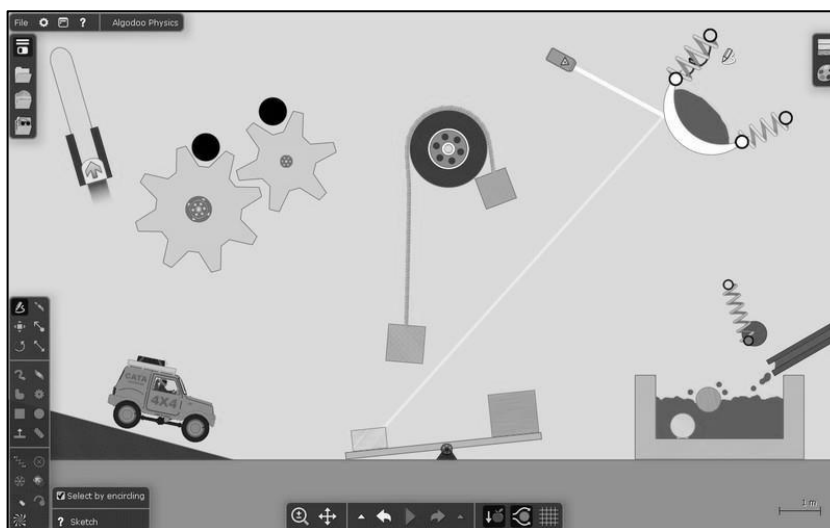 File ? Algodoo Physics
CATA
4X4
Select by encircling
? Sketch
1 m